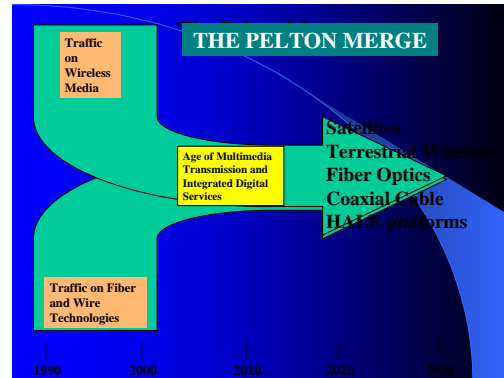 THE PELTON MERGE
Traffic
on
Wireless
Media
Age of Multimedia
Transmission and
Integrated Digital
Services
Satellites
Terrestrial Wireless
Fiber Optics
Coaxial Cable
HALE platforms
Traffic on Fiber
and Wire
Technologies
1990 2000 2010 2020 2030